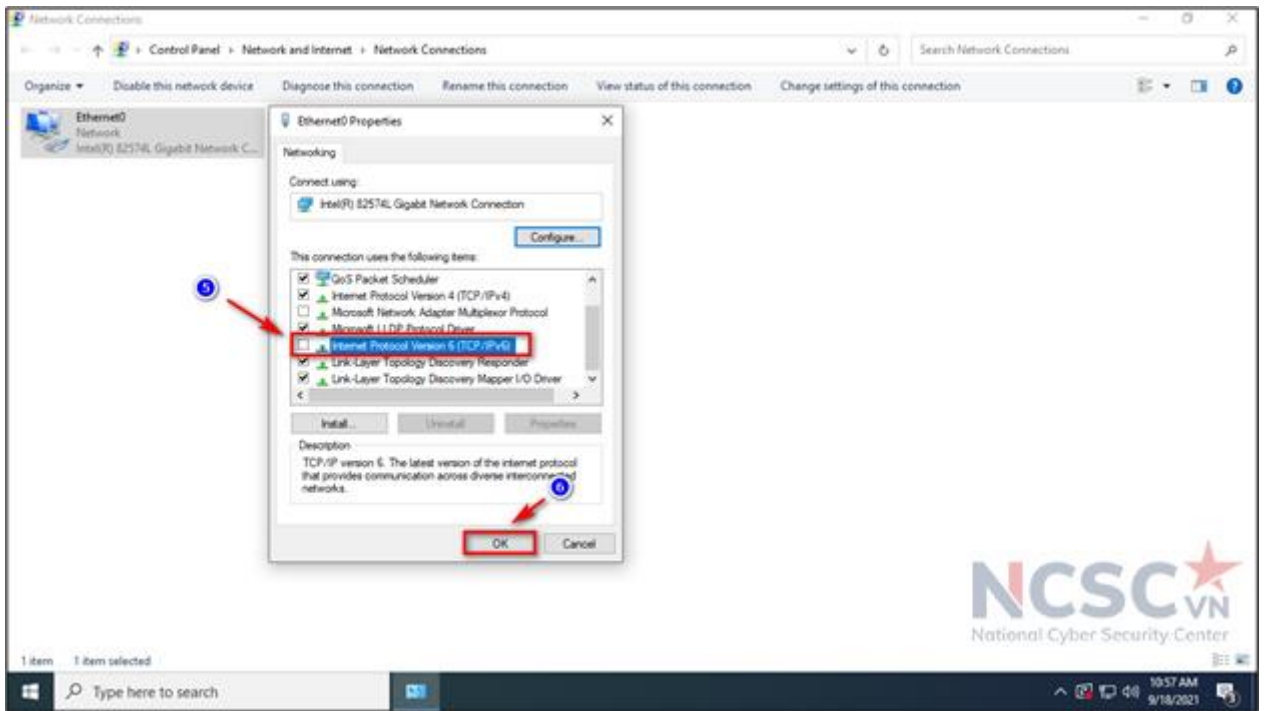 Network Connections
Control Panel › Network and Internet › Network Connections
Search Network Connections
Organize Disable this network device Diagnose this connection Rename this connection View status of this connection Change settings of this connection
Ethernet0
Network
Intel(R) 82574L Gigabit Network C...
Ethernet0 Properties
Networking
Connect using:
Intel(R) 82574L Gigabit Network Connection
Configure...
This connection uses the following items:
QoS Packet Scheduler
Internet Protocol Version 4 (TCP/IPv4)
Microsoft Network Adapter Multiplexor Protocol
Microsoft LLDP Protocol Driver
Internet Protocol Version 6 (TCP/IPv6)
Link-Layer Topology Discovery Responder
Link-Layer Topology Discovery Mapper I/O Driver
Install... Uninstall Properties
Description
TCP/IP version 6. The latest version of the internet protocol
that provides communication across diverse interconnected
networks.
OK Cancel
5
6
NCSC VN
National Cyber Security Center
1 item 1 item selected
Type here to search
10:57 AM
9/18/2021
3